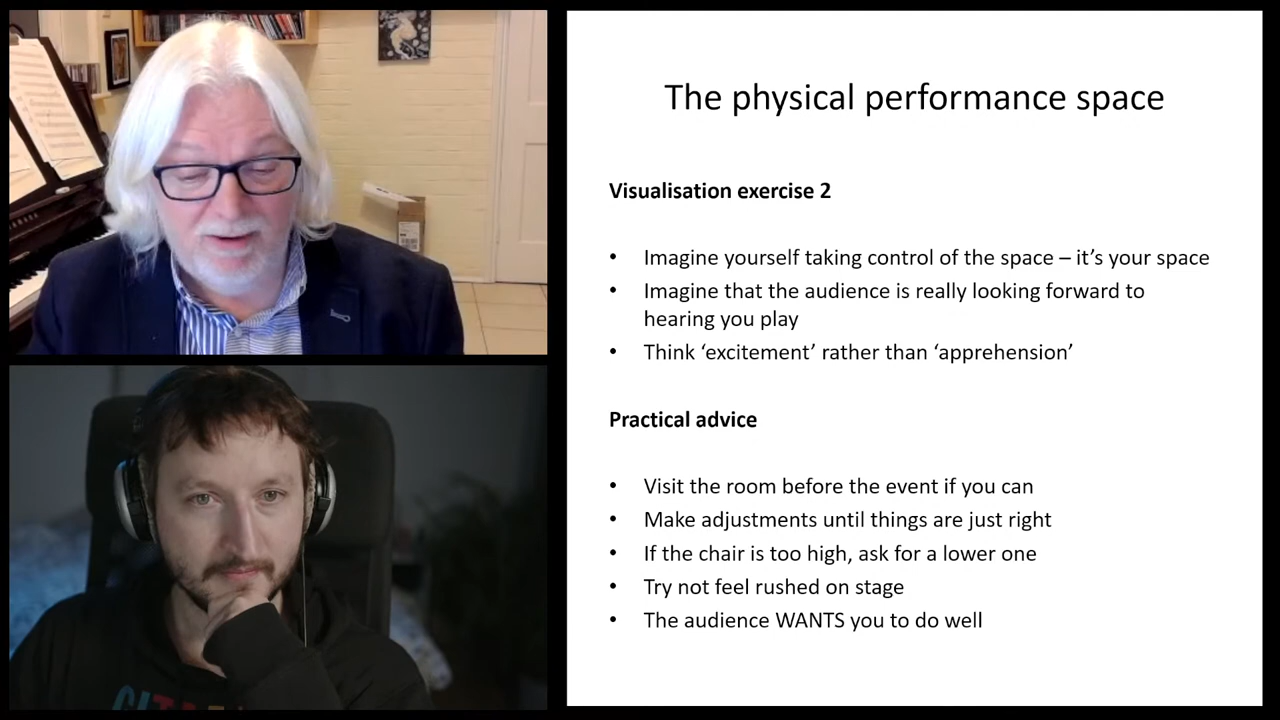 The physical performance space
Visualisation exercise 2
• Imagine yourself taking control of the space – it’s your space
• Imagine that the audience is really looking forward to
hearing you play
• Think ‘excitement’ rather than ‘apprehension’
Practical advice
• Visit the room before the event if you can
• Make adjustments until things are just right
• If the chair is too high, ask for a lower one
• Try not feel rushed on stage
• The audience WANTS you to do well